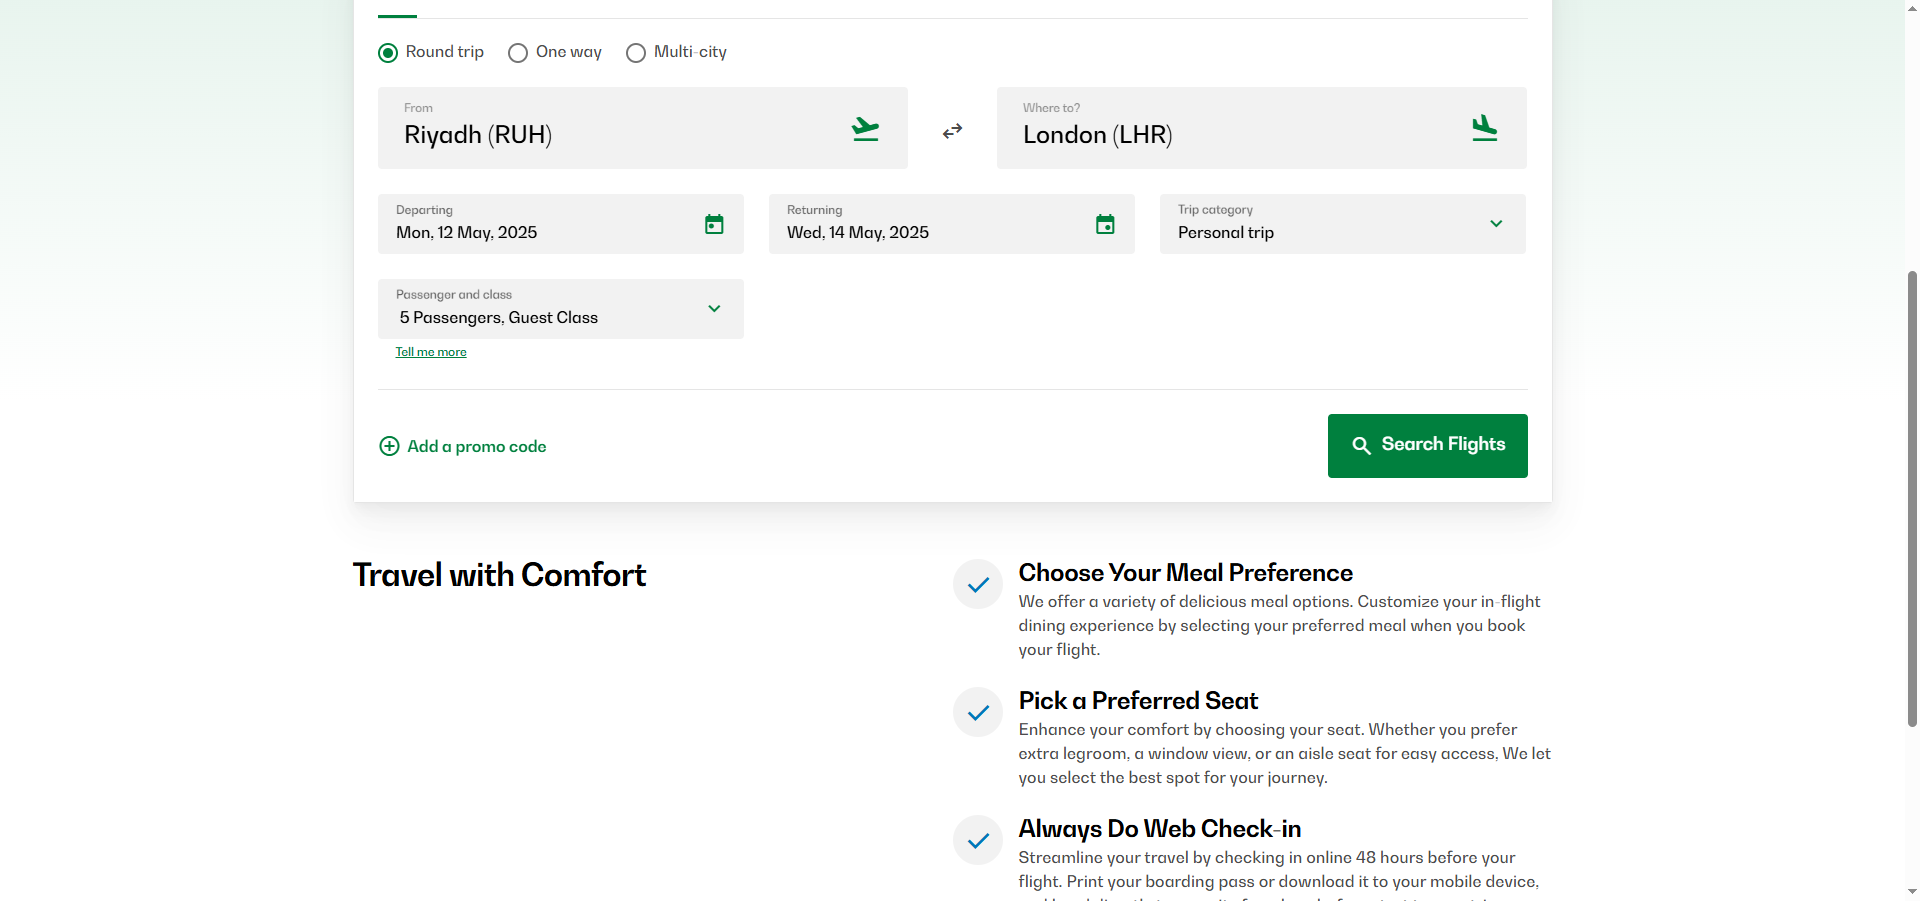 Round trip
One way
Multi-city
From
Riyadh (RUH)
Where to?
London (LHR)
Departing
Mon, 12 May, 2025
Returning
Wed, 14 May, 2025
Trip category
Personal trip
Passenger and class
5 Passengers, Guest Class
Tell me more
Add a promo code
Search Flights
Travel with Comfort
Choose Your Meal Preference
We offer a variety of delicious meal options. Customize your in-flight
dining experience by selecting your preferred meal when you book
your flight.
Pick a Preferred Seat
Enhance your comfort by choosing your seat. Whether you prefer
extra legroom, a window view, or an aisle seat for easy access, We let
you select the best spot for your journey.
Always Do Web Check-in
Streamline your travel by checking in online 48 hours before your
flight. Print your boarding pass or download it to your mobile device,